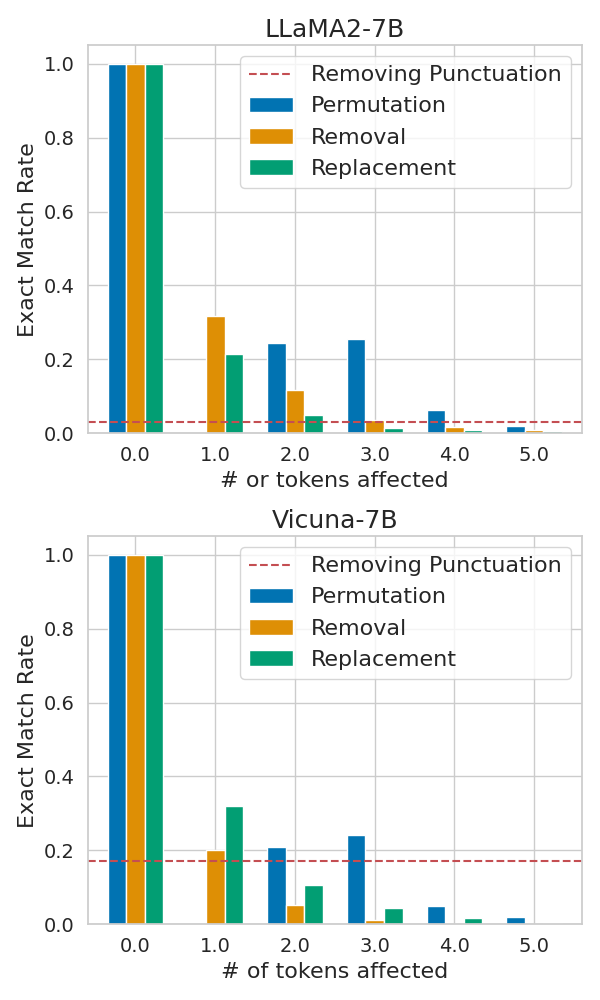 LLaMA2-7B
Exact Match Rate
1.0
0.8
0.6
0.4
0.2
0.0
Removing Punctuation
Permutation
Removal
Replacement
0.0 1.0 2.0 3.0 4.0 5.0
# or tokens affected
Vicuna-7B
Exact Match Rate
1.0
0.8
0.6
0.4
0.2
0.0
Removing Punctuation
Permutation
Removal
Replacement
0.0 1.0 2.0 3.0 4.0 5.0
# of tokens affected